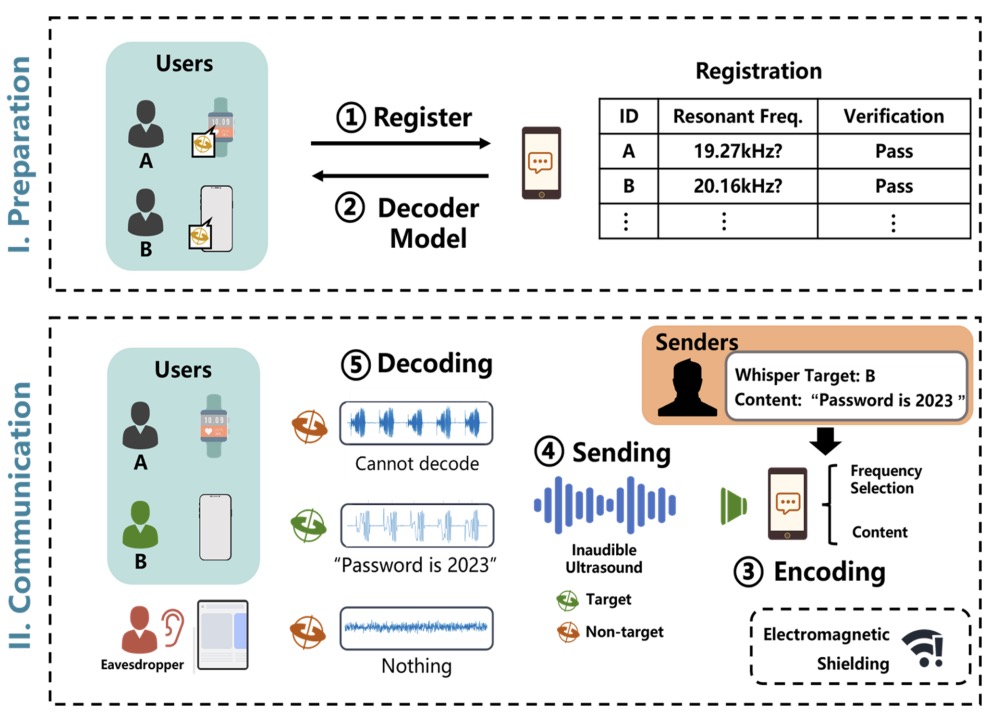 I. Preparation
Users
A
B
① Register
② Decoder
Model
Registration
ID Resonant Freq. Verification
A 19.27kHz? Pass
B 20.16kHz? Pass
⋮ ⋮ ⋮
II. Communication
Users
10 09
A
B
Eavesdropper
⑤ Decoding
Cannot decode
“Password is 2023”
Nothing
④ Sending
Inaudible
Ultrasound
Target
Non-target
Senders
Whisper Target: B
Content: “Password is 2023 ”
Frequency
Selection
Content
③ Encoding
Electromagnetic
Shielding